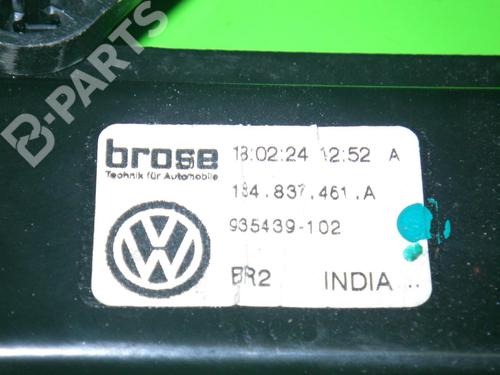 brose 18:02:24 12:52 A
Technik für Automobile
1S4.837.461.A
935439-102
BR2 INDIA ..
B-PARTS